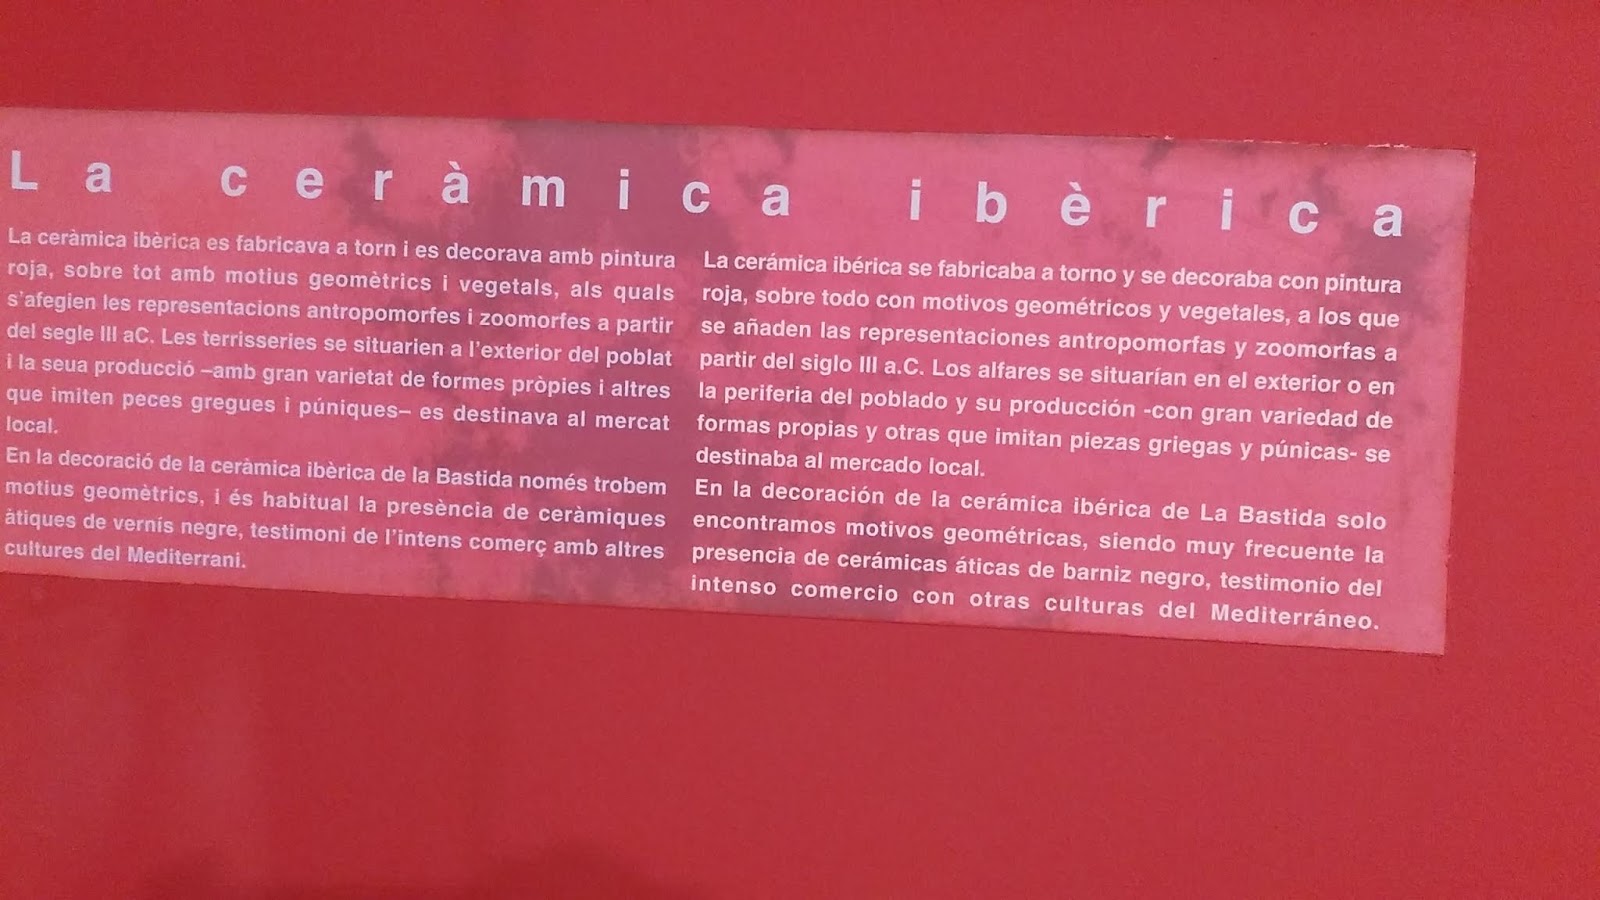 La ceràmica ibèrica
La ceràmica ibèrica es fabricava a torn i es decorava amb pintura
roja, sobre tot amb motius geomètrics i vegetals, als quals
s'afegien les representacions antropomorfes i zoomorfes a partir
del segle III aC. Les terrisseries se situarien a l'exterior del poblat
i la seua producció –amb gran varietat de formes pròpies i altres
que imiten peces gregues i púniques– es destinava al mercat
local.
En la decoració de la ceràmica ibèrica de la Bastida només trobem
motius geomètrics, i és habitual la presència de ceràmiques
àtiques de vernís negre, testimoni de l'intens comerç amb altres
cultures del Mediterrani.
La cerámica ibérica se fabricaba a torno y se decoraba con pintura
roja, sobre todo con motivos geométricos y vegetales, a los que
se añaden las representaciones antropomorfas y zoomorfas a
partir del siglo III a.C. Los alfares se situarían en el exterior o en
la periferia del poblado y su producción -con gran variedad de
formas propias y otras que imitan piezas griegas y púnicas- se
destinaba al mercado local.
En la decoración de la cerámica ibérica de La Bastida solo
encontramos motivos geométricas, siendo muy frecuente la
presencia de cerámicas áticas de barniz negro, testimonio del
intenso comercio con otras culturas del Mediterráneo.